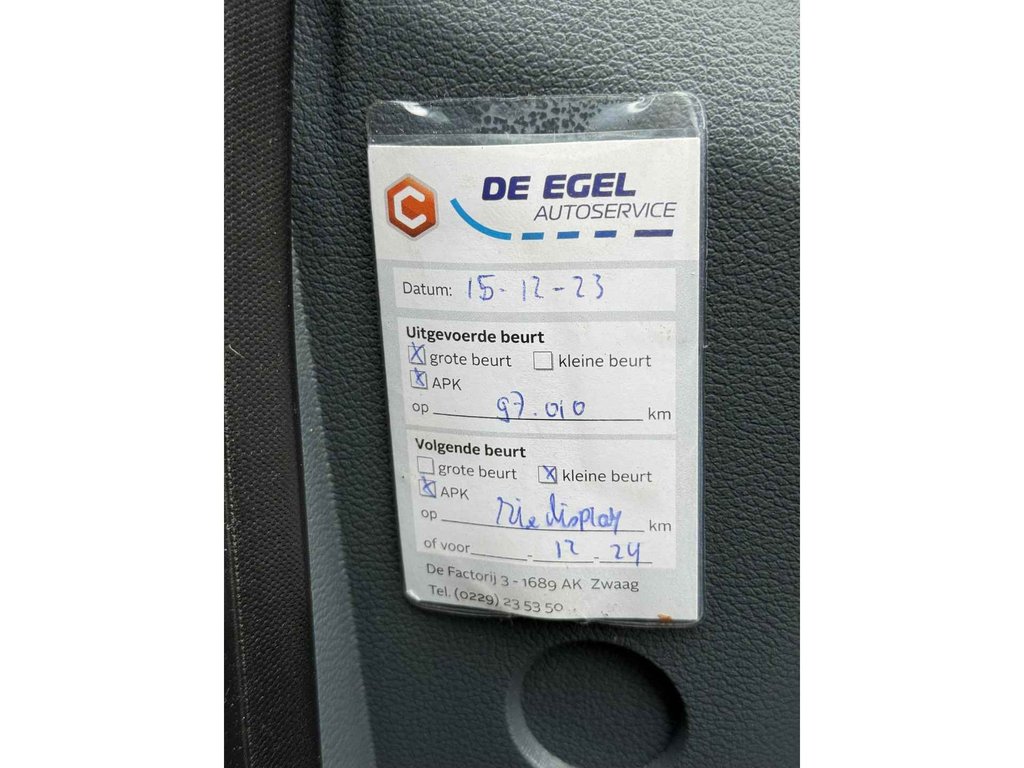 C
DE EGEL
AUTOSERVICE
Datum: 15-12-23
Uitgevoerde beurt
☒ grote beurt ☐ kleine beurt
☒ APK
op 97.010 km
Volgende beurt
☐ grote beurt ☒ kleine beurt
☒ APK
op zie display km
of voor - 12 - 24
De Factorij 3 - 1689 AK Zwaag
Tel. (0229) 23 53 50